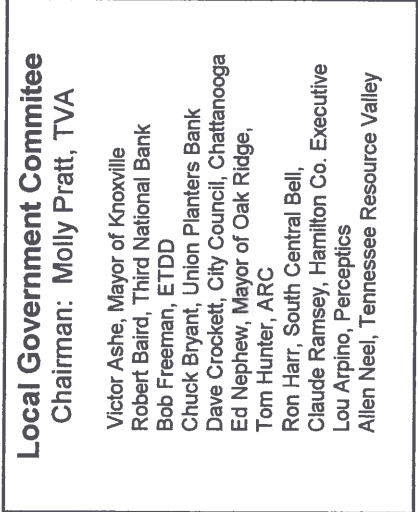 Local Government Commitee
Chairman: Molly Pratt, TVA
Victor Ashe, Mayor of Knoxville
Robert Baird, Third National Bank
Bob Freeman, ETDD
Chuck Bryant, Union Planters Bank
Dave Crockett, City Council, Chattanooga
Ed Nephew, Mayor of Oak Ridge,
Tom Hunter, ARC
Ron Harr, South Central Bell,
Claude Ramsey, Hamilton Co. Executive
Lou Arpino, Perceptics
Allen Neel, Tennessee Resource Valley